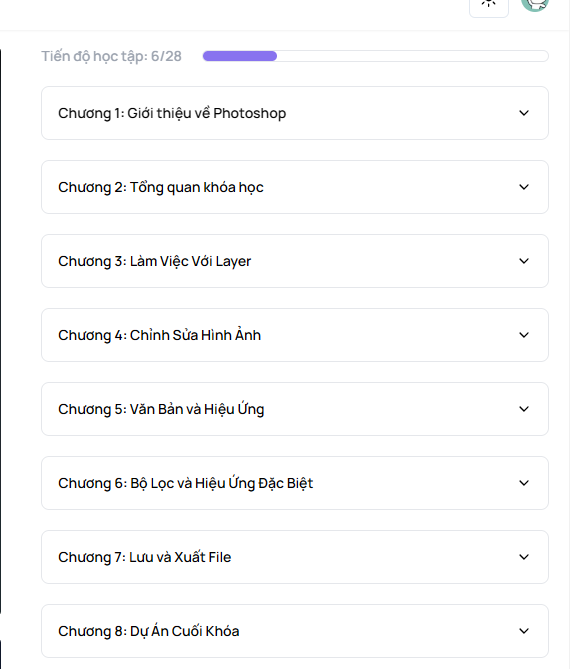 Tiến độ học tập: 6/28
Chương 1: Giới thiệu về Photoshop
Chương 2: Tổng quan khóa học
Chương 3: Làm Việc Với Layer
Chương 4: Chỉnh Sửa Hình Ảnh
Chương 5: Văn Bản và Hiệu Ứng
Chương 6: Bộ Lọc và Hiệu Ứng Đặc Biệt
Chương 7: Lưu và Xuất File
Chương 8: Dự Án Cuối Khóa